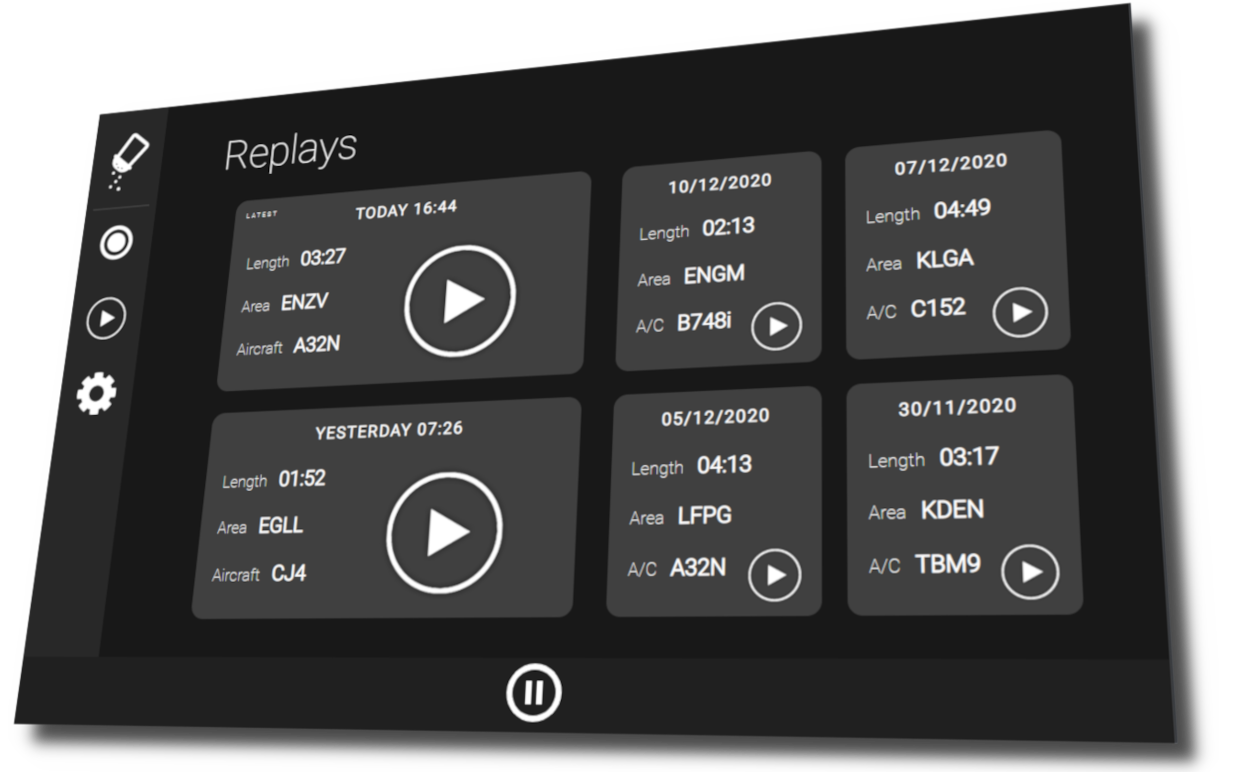 Replays
LATEST
TODAY 16:44
Length 03:27
Area ENZV
Aircraft A32N
10/12/2020
Length 02:13
Area ENGM
A/C B748i
07/12/2020
Length 04:49
Area KLGA
A/C C152
YESTERDAY 07:26
Length 01:52
Area EGLL
Aircraft CJ4
05/12/2020
Length 04:13
Area LFPG
A/C A32N
30/11/2020
Length 03:17
Area KDEN
A/C TBM9